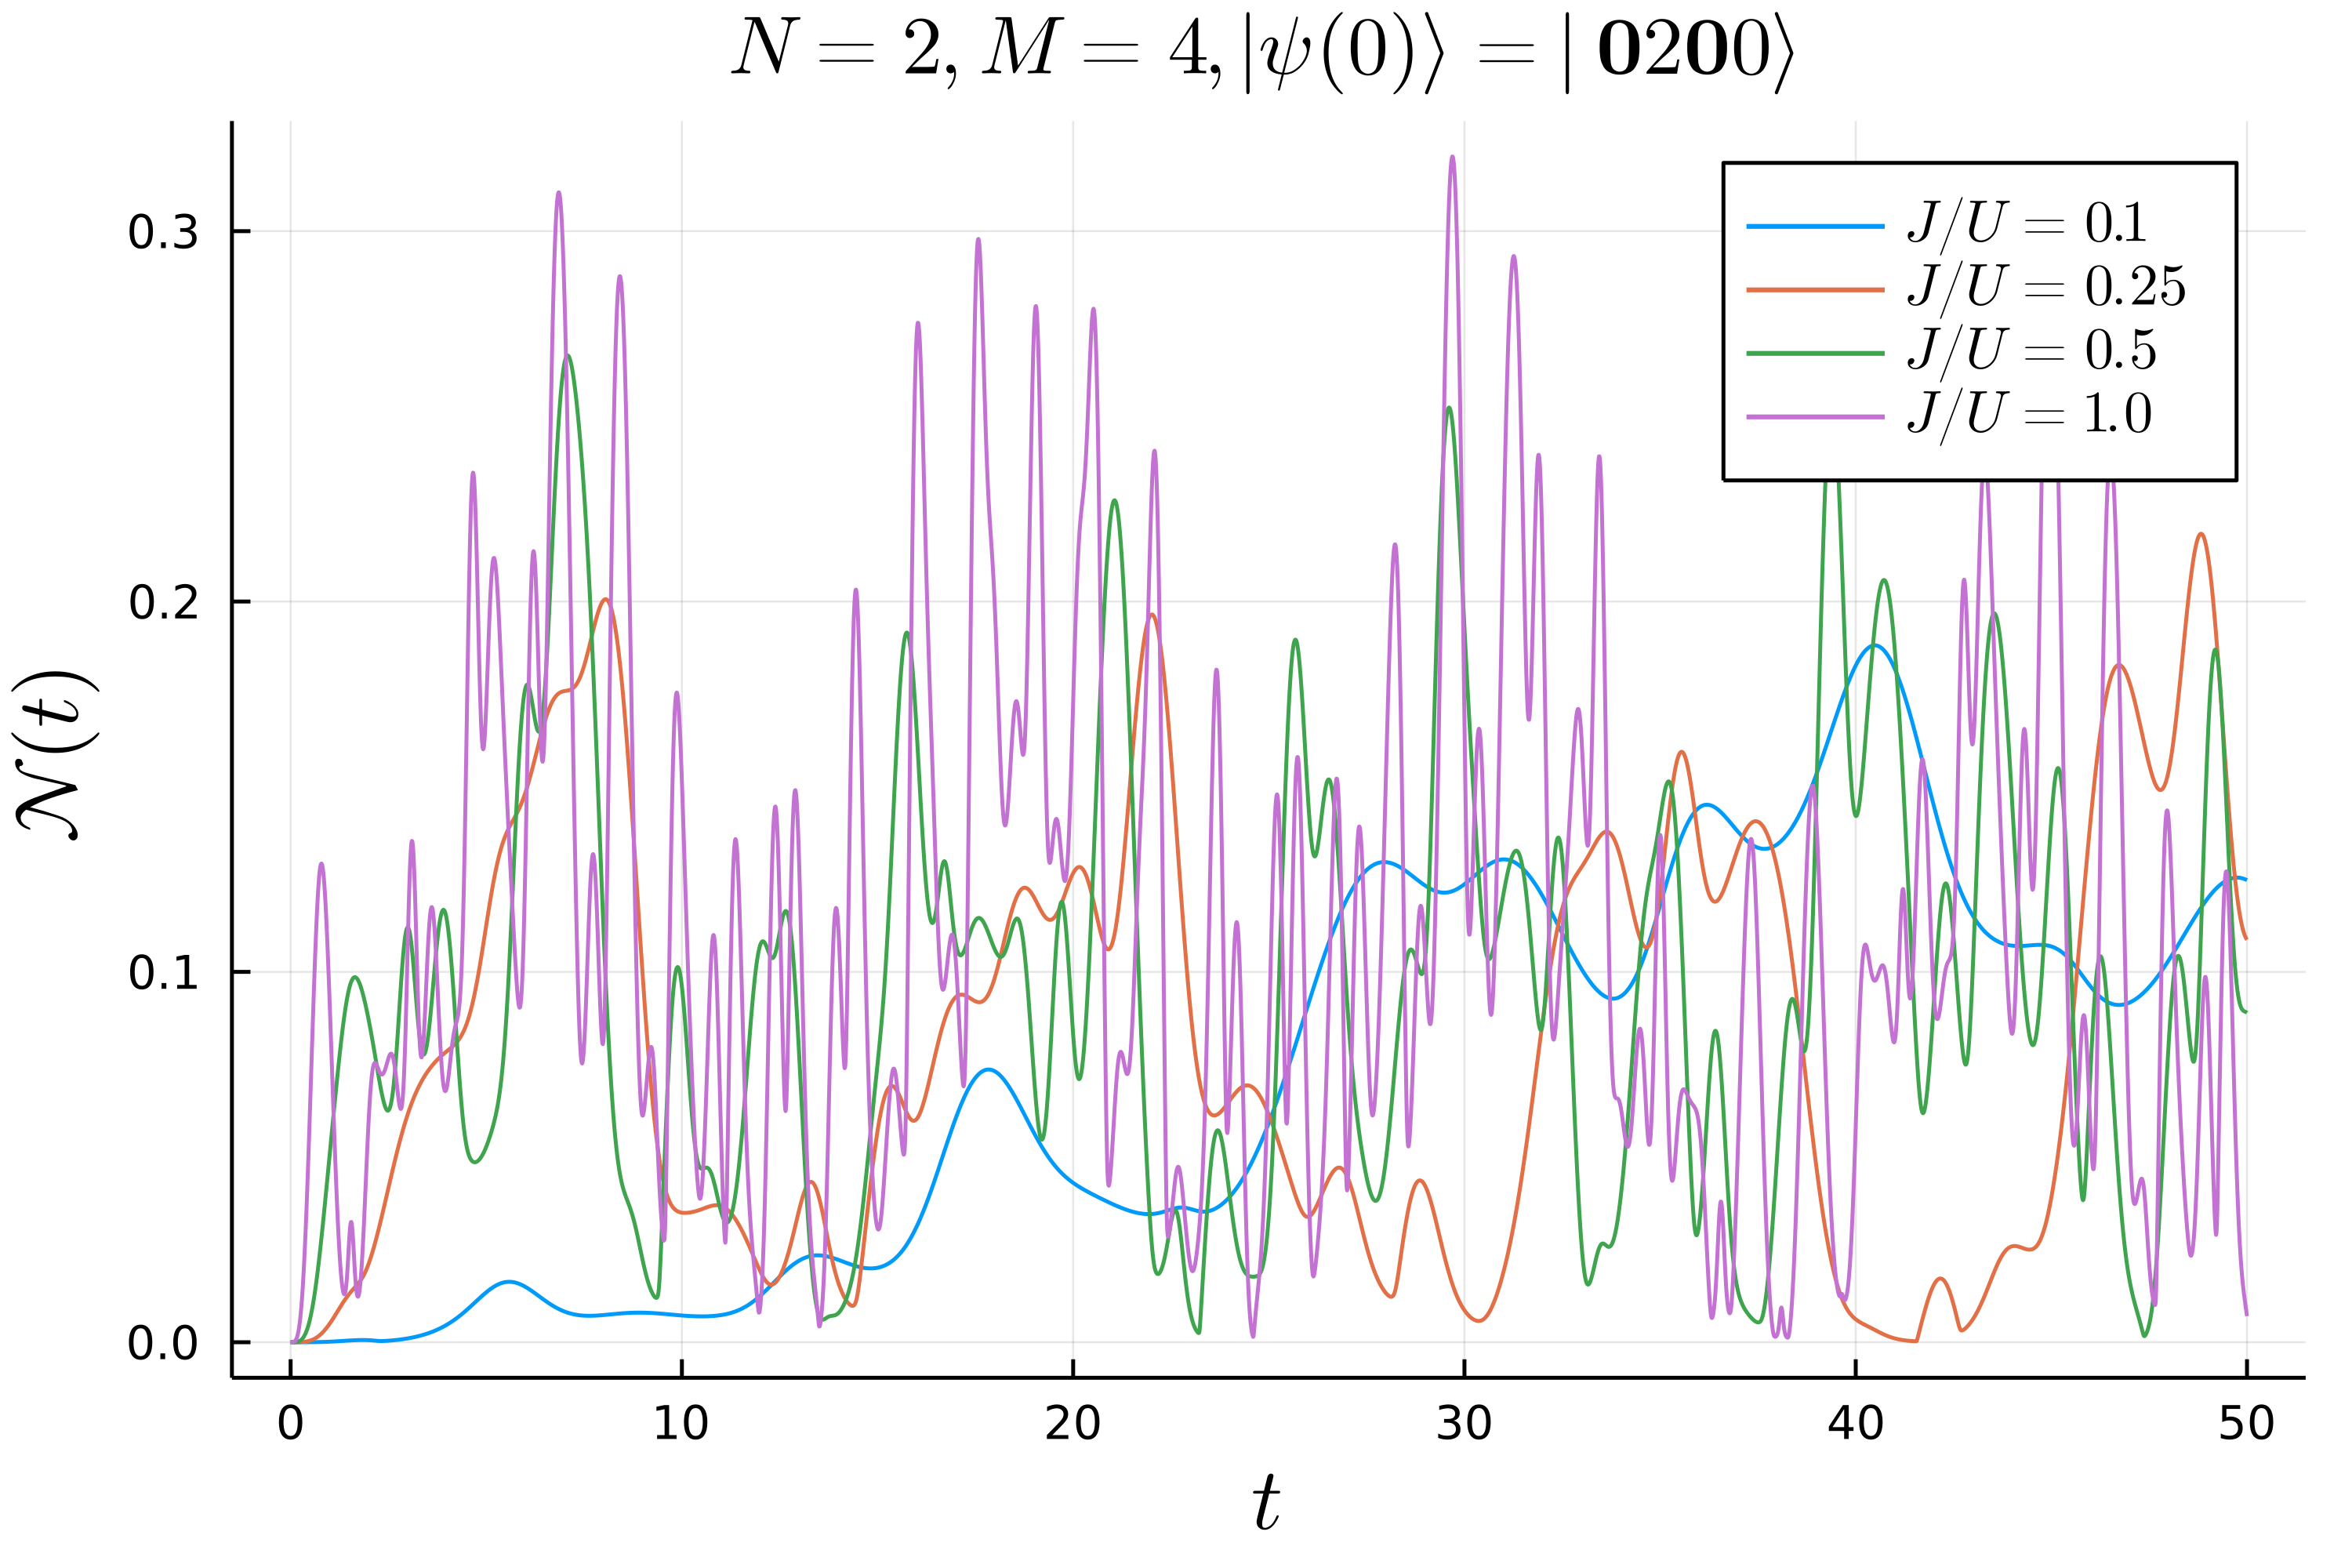 N = 2, M = 4, |ψ(0)⟩ = | 0200⟩
J/U = 0.1
J/U = 0.25
J/U = 0.5
J/U = 1.0
0.3
0.2
0.1
0.0
𝒩(t)
0 10 20 30 40 50
t